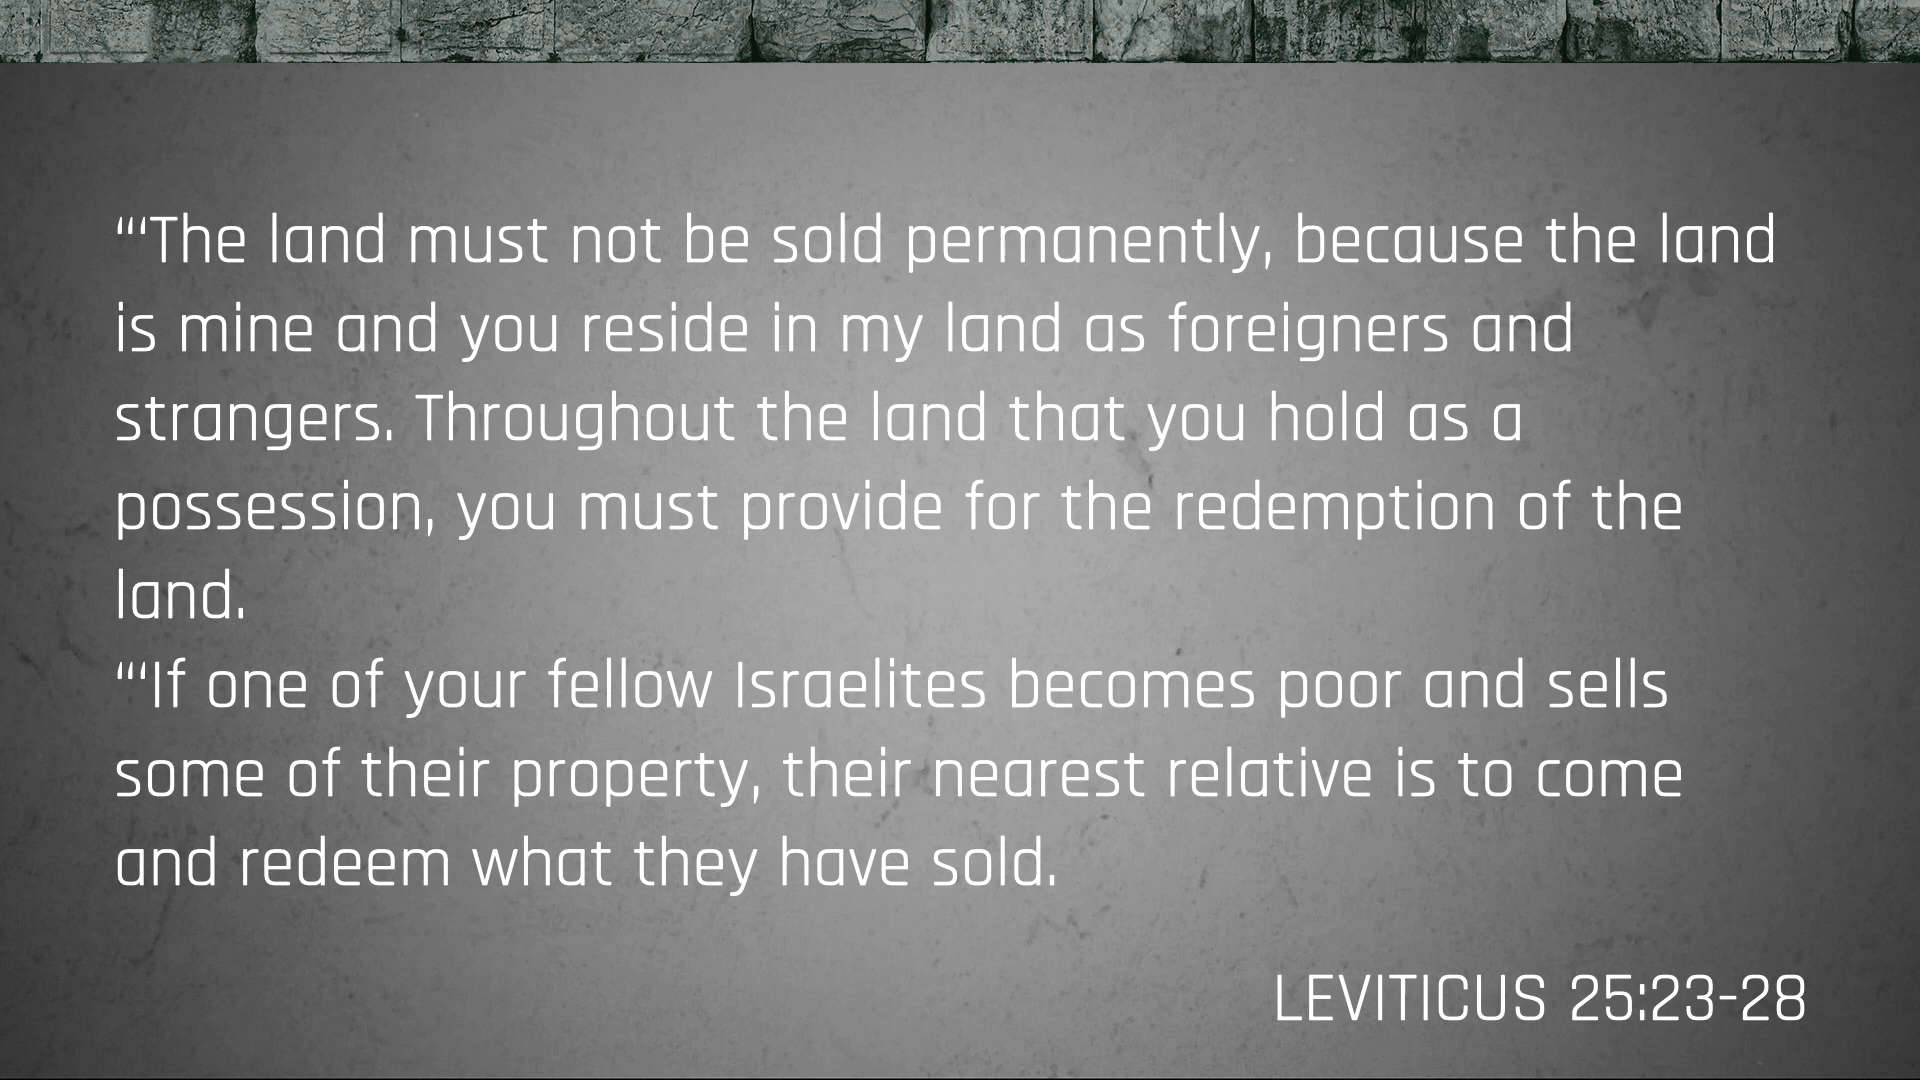 “‘The land must not be sold permanently, because the land
is mine and you reside in my land as foreigners and
strangers. Throughout the land that you hold as a
possession, you must provide for the redemption of the
land.
“‘If one of your fellow Israelites becomes poor and sells
some of their property, their nearest relative is to come
and redeem what they have sold.
LEVITICUS 25:23-28